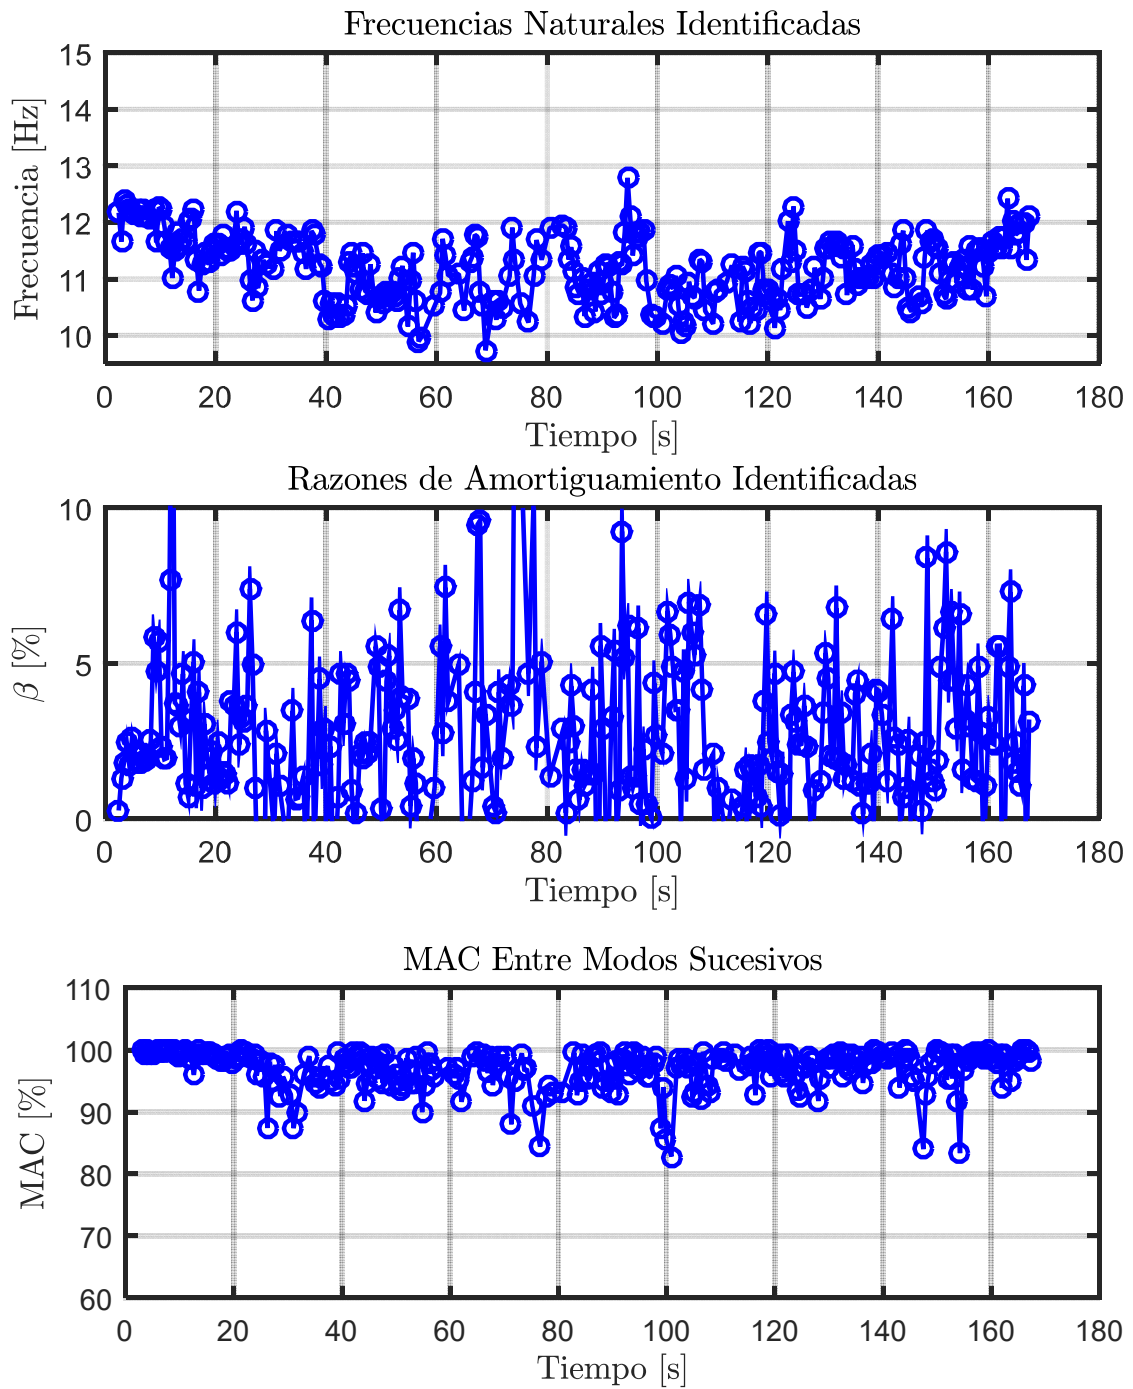 Frecuencias Naturales Identificadas
Frecuencia [Hz]
15
14
13
12
11
10
0 20 40 60 80 100 120 140 160 180
Tiempo [s]
Razones de Amortiguamiento Identificadas
β [%]
10
5
0
0 20 40 60 80 100 120 140 160 180
Tiempo [s]
MAC Entre Modos Sucesivos
MAC [%]
110
100
90
80
70
60
0 20 40 60 80 100 120 140 160 180
Tiempo [s]